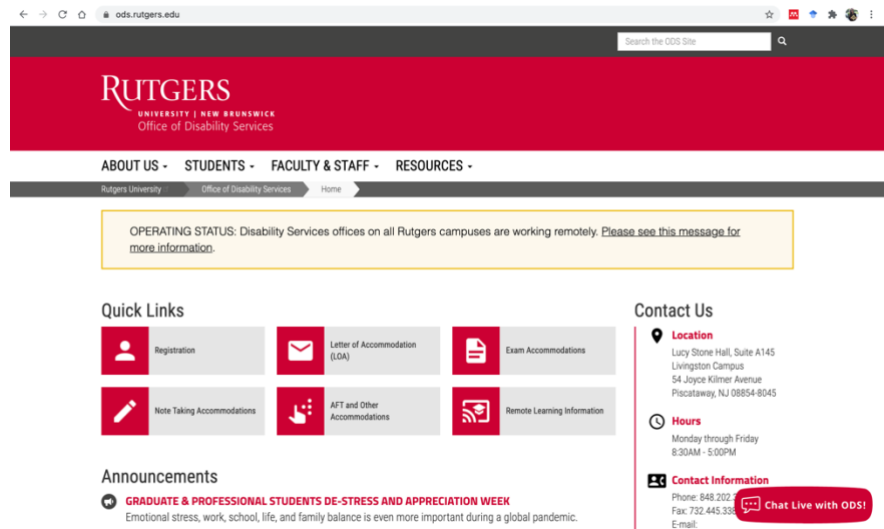 ods.rutgers.edu
Search the ODS Site
RUTGERS
UNIVERSITY | NEW BRUNSWICK
Office of Disability Services
ABOUT US STUDENTS FACULTY & STAFF RESOURCES
Rutgers University Office of Disability Services Home
OPERATING STATUS: Disability Services offices on all Rutgers campuses are working remotely. Please see this message for
more information.
Quick Links
Registration
Letter of Accommodation
(LOA)
Exam Accommodations
Note Taking Accommodations
AFT and Other
Accommodations
Remote Learning Information
Announcements
GRADUATE & PROFESSIONAL STUDENTS DE-STRESS AND APPRECIATION WEEK
Emotional stress, work, school, life, and family balance is even more important during a global pandemic.
Contact Us
Location
Lucy Stone Hall, Suite A145
Livingston Campus
54 Joyce Kilmer Avenue
Piscataway, NJ 08854-8045
Hours
Monday through Friday
8:30AM - 5:00PM
Contact Information
Phone: 848.202.
Fax: 732.445.338
E-mail:
Chat Live with ODS!